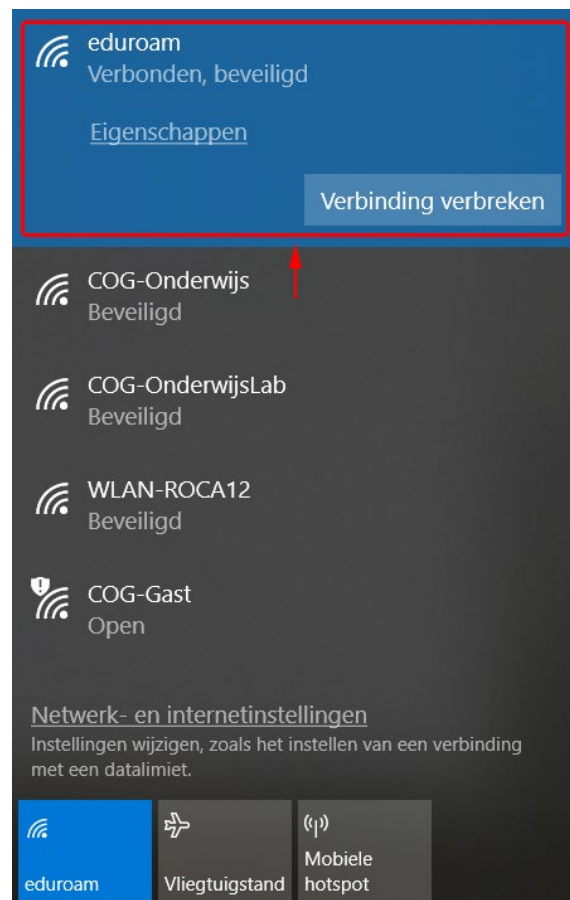 eduroam
Verbonden, beveiligd
Eigenschappen
Verbinding verbreken
COG-Onderwijs
Beveiligd
COG-OnderwijsLab
Beveiligd
WLAN-ROCA12
Beveiligd
COG-Gast
Open
Netwerk- en internetinstellingen
Instellingen wijzigen, zoals het instellen van een verbinding
met een datalimiet.
eduroam
Vliegtuigstand
Mobiele
hotspot